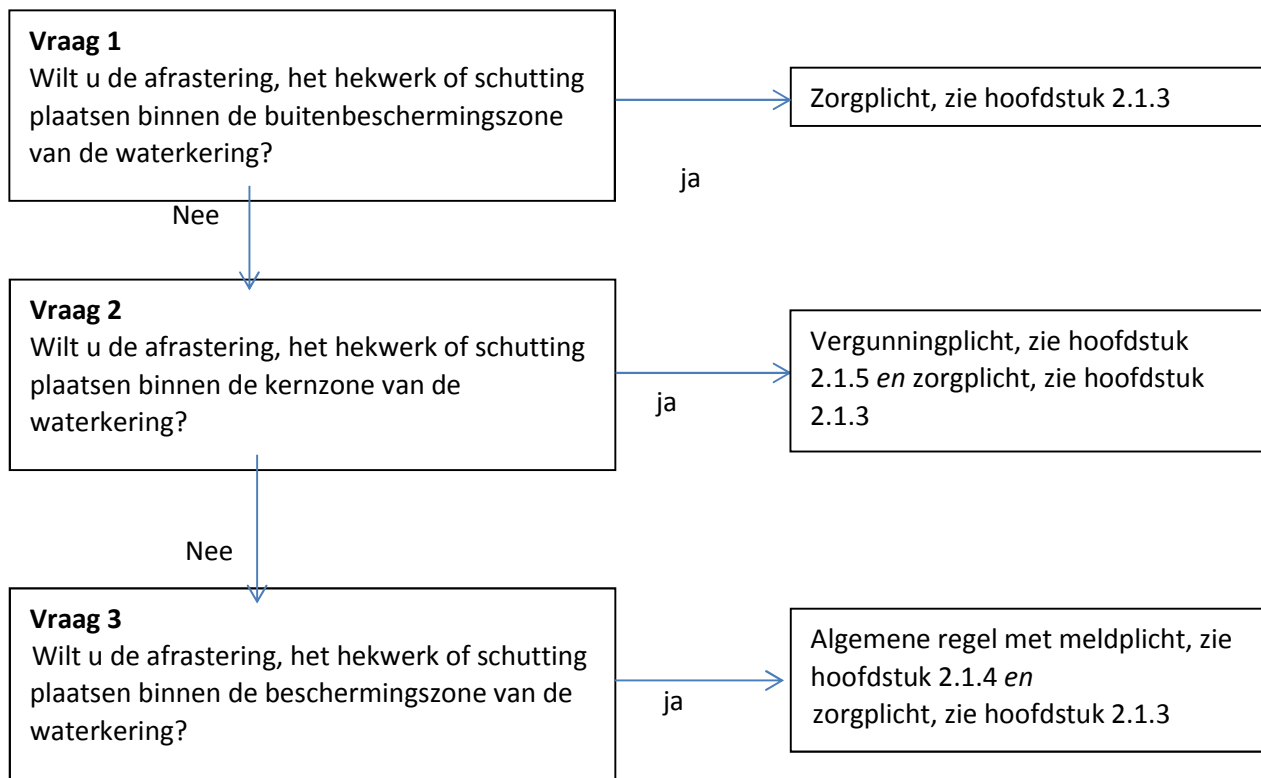 Vraag 1
Wilt u de afrastering, het hekwerk of schutting
plaatsen binnen de buitenbeschermingszone
van de waterkering?
Zorgplicht, zie hoofdstuk 2.1.3
ja
Nee
Vraag 2
Wilt u de afrastering, het hekwerk of schutting
plaatsen binnen de kernzone van de
waterkering?
Vergunningplicht, zie hoofdstuk
2.1.5 en zorgplicht, zie hoofdstuk
2.1.3
ja
Nee
Vraag 3
Wilt u de afrastering, het hekwerk of schutting
plaatsen binnen de beschermingszone van de
waterkering?
Algemene regel met meldplicht, zie
hoofdstuk 2.1.4 en
zorgplicht, zie hoofdstuk 2.1.3
ja